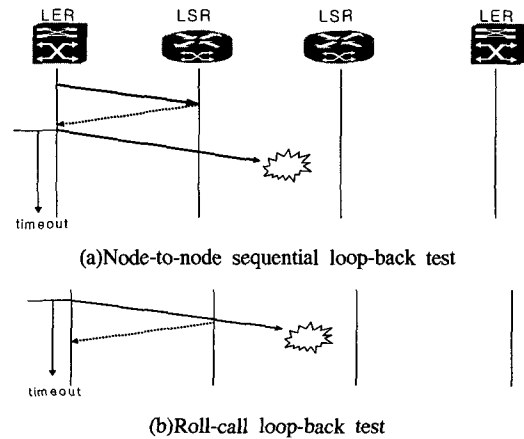 LER LSR LSR LER
timeout
(a)Node-to-node sequential loop-back test
timeout
(b)Roll-call loop-back test